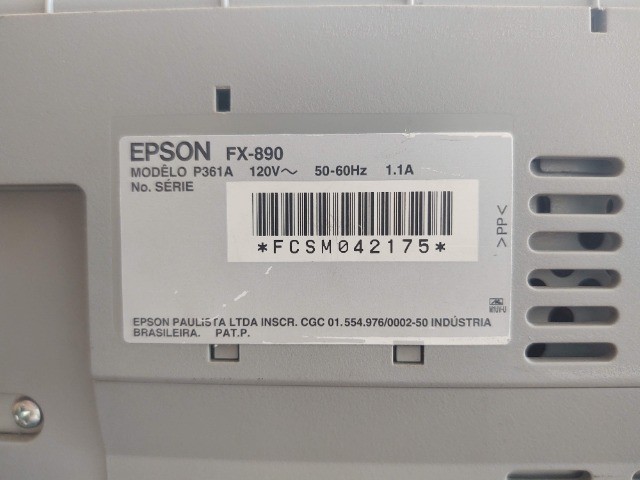 EPSON FX-890
MODÊLO P361A 120V～ 50-60Hz 1.1A
No. SÉRIE
*FCSM042175*
>PP<
EPSON PAULISTA LTDA INSCR. CGC 01.554.976/0002-50 INDÚSTRIA
BRASILEIRA. PAT.P.